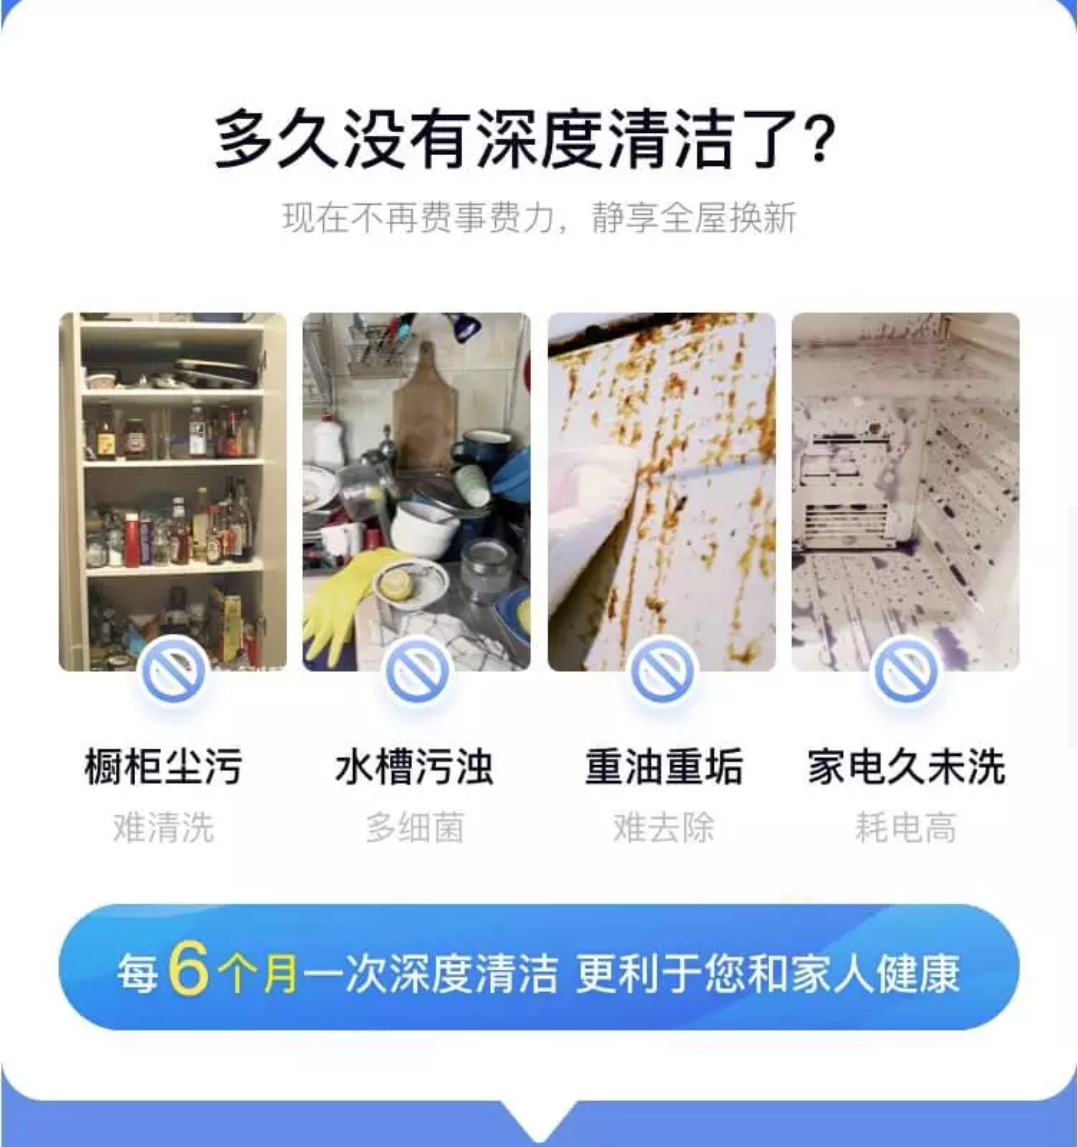 多久没有深度清洁了?
现在不再费事费力，静享全屋换新
橱柜尘污
水槽污浊
重油重垢
家电久未洗
难清洗
多细菌
难去除
耗电高
每6个月一次深度清洁 更利于您和家人健康